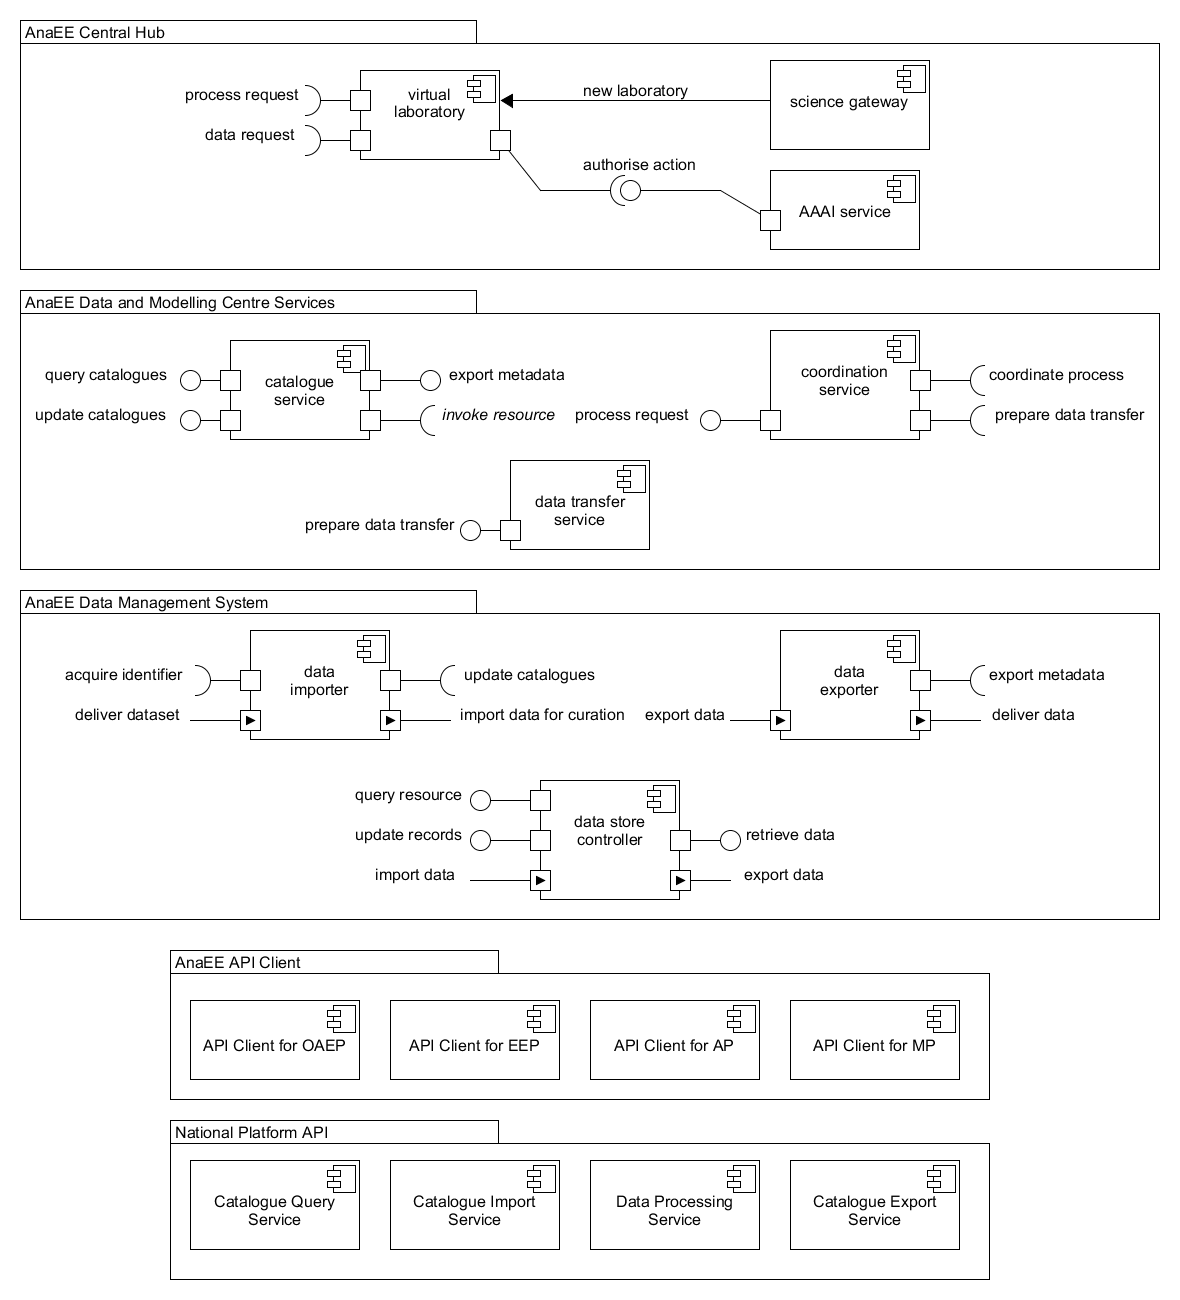 AnaEE Central Hub
process request
data request
virtual
laboratory
new laboratory
science gateway
authorise action
AAAI service
AnaEE Data and Modelling Centre Services
query catalogues
update catalogues
catalogue
service
export metadata
invoke resource
process request
coordination
service
coordinate process
prepare data transfer
prepare data transfer
data transfer
service
AnaEE Data Management System
acquire identifier
deliver dataset
data
importer
update catalogues
import data for curation
export data
data
exporter
export metadata
deliver data
query resource
update records
import data
data store
controller
retrieve data
export data
AnaEE API Client
API Client for OAEP
API Client for EEP
API Client for AP
API Client for MP
National Platform API
Catalogue Query
Service
Catalogue Import
Service
Data Processing
Service
Catalogue Export
Service